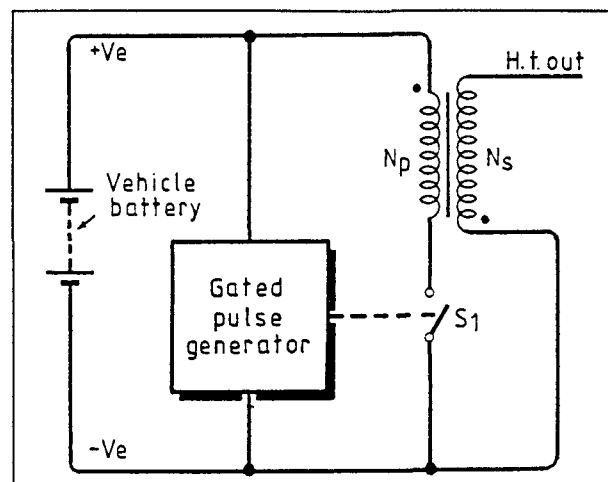 +Ve
H.t.out
Np
Ns
Vehicle
battery
Gated
pulse
generator
S1
-Ve